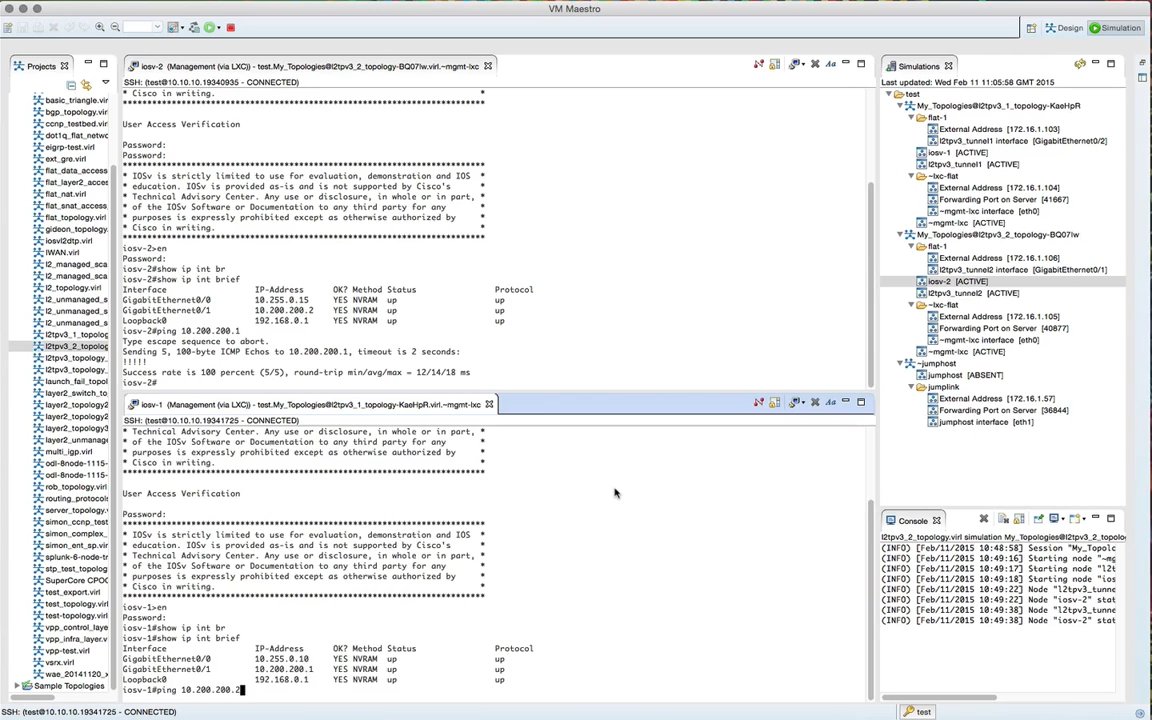 VM Maestro
Design
Simulation
Projects
basic_triangle.vir
bgp_topology.vir
ccnp_testbed.vir
dot1q_flat_netwo
eigrp-test.virl
ext_gre.virl
flat_data_access
flat_layer2_acces
flat_nat.virl
flat_snat_access_
flat_topology.virl
gideon_topology.v
iosvl2dtp.virl
IWAN.virl
l2_managed_sca
l2_managed_sca
l2_topology.virl
l2_unmanaged_s
l2_unmanaged_s
l2_unmanaged_s
l2tpv3_1_topolog
l2tpv3_2_topolog
l2tpv3_topology_
l2tpv3_topology_
launch_fail_topol
layer2_switch_to
layer2_topology.
layer2_topology2
layer2_topology3
layer2_unmanage
multi_igp.virl
odl-8node-1115-
odl-8node-1115-
rob_topology.virl
routing_protocols
server_topology.v
simon_ccnp_test
simon_complex_
simon_ent_sp.virl
splunk-6-node-tr
stp_test_topolog
SuperCore CPOC
test_export.virl
test_topology.virl
test-topology.virl
vpp_control_laye
vpp_infra_layer.v
vpp-test.virl
vsrx.virl
wae_20141120_x
Sample Topologies
iosv-2 (Management (via LXC)) - test.My_Topologies@l2tpv3_2_topology-BQ07lw.virl.~mgmt-lxc
SSH: (test@10.10.10.19340935 - CONNECTED)
* Cisco in writing. *
**************************************************************************
User Access Verification
Password:
Password:
**************************************************************************
* IOSv is strictly limited to use for evaluation, demonstration and IOS *
* education. IOSv is provided as-is and is not supported by Cisco's *
* Technical Advisory Center. Any use or disclosure, in whole or in part, *
* of the IOSv Software or Documentation to any third party for any *
* purposes is expressly prohibited except as otherwise authorized by *
* Cisco in writing. *
**************************************************************************
iosv-2>en
Password:
iosv-2#show ip int br
iosv-2#show ip int brief
Interface IP-Address OK? Method Status Protocol
GigabitEthernet0/0 10.255.0.15 YES NVRAM up up
GigabitEthernet0/1 10.200.200.2 YES NVRAM up up
Loopback0 192.168.0.1 YES NVRAM up up
iosv-2#ping 10.200.200.1
Type escape sequence to abort.
Sending 5, 100-byte ICMP Echos to 10.200.200.1, timeout is 2 seconds:
!!!!!
Success rate is 100 percent (5/5), round-trip min/avg/max = 12/14/18 ms
iosv-2#
iosv-1 (Management (via LXC)) - test.My_Topologies@l2tpv3_1_topology-KaeHpR.virl.~mgmt-lxc
SSH: (test@10.10.10.19341725 - CONNECTED)
* Technical Advisory Center. Any use or disclosure, in whole or in part, *
* of the IOSv Software or Documentation to any third party for any *
* purposes is expressly prohibited except as otherwise authorized by *
* Cisco in writing. *
**************************************************************************
User Access Verification
Password:
**************************************************************************
* IOSv is strictly limited to use for evaluation, demonstration and IOS *
* education. IOSv is provided as-is and is not supported by Cisco's *
* Technical Advisory Center. Any use or disclosure, in whole or in part, *
* of the IOSv Software or Documentation to any third party for any *
* purposes is expressly prohibited except as otherwise authorized by *
* Cisco in writing. *
**************************************************************************
iosv-1>en
Password:
iosv-1#show ip int br
iosv-1#show ip int brief
Interface IP-Address OK? Method Status Protocol
GigabitEthernet0/0 10.255.0.10 YES NVRAM up up
GigabitEthernet0/1 10.200.200.1 YES NVRAM up up
Loopback0 192.168.0.1 YES NVRAM up up
iosv-1#ping 10.200.200.2
Simulations
Last updated: Wed Feb 11 11:05:58 GMT 2015
test
My_Topologies@l2tpv3_1_topology-KaeHpR
flat-1
External Address [172.16.1.103]
l2tpv3_tunnel1 interface [GigabitEthernet0/2]
iosv-1 [ACTIVE]
l2tpv3_tunnel1 [ACTIVE]
~lxc-flat
External Address [172.16.1.104]
Forwarding Port on Server [41667]
~mgmt-lxc interface [eth0]
~mgmt-lxc [ACTIVE]
My_Topologies@l2tpv3_2_topology-BQ07lw
flat-1
External Address [172.16.1.106]
l2tpv3_tunnel2 interface [GigabitEthernet0/1]
iosv-2 [ACTIVE]
l2tpv3_tunnel2 [ACTIVE]
~lxc-flat
External Address [172.16.1.105]
Forwarding Port on Server [40877]
~mgmt-lxc interface [eth0]
~mgmt-lxc [ACTIVE]
~jumphost
jumphost [ABSENT]
jumplink
External Address [172.16.1.57]
Forwarding Port on Server [36844]
jumphost interface [eth1]
Console
l2tpv3_2_topology.virl simulation My_Topologies@l2tpv3_2_topolo
(INFO) [Feb/11/2015 10:48:58] Session "My_Topolo
(INFO) [Feb/11/2015 10:49:16] Starting node "~mg
(INFO) [Feb/11/2015 10:49:17] Starting node "l2t
(INFO) [Feb/11/2015 10:49:18] Starting node "ios
(INFO) [Feb/11/2015 10:49:22] Node "l2tpv3_tunne
(INFO) [Feb/11/2015 10:49:22] Node "iosv-2" stat
(INFO) [Feb/11/2015 10:49:38] Node "l2tpv3_tunne
(INFO) [Feb/11/2015 10:49:38] Node "iosv-2" stat
SSH: (test@10.10.10.19341725 - CONNECTED)
test